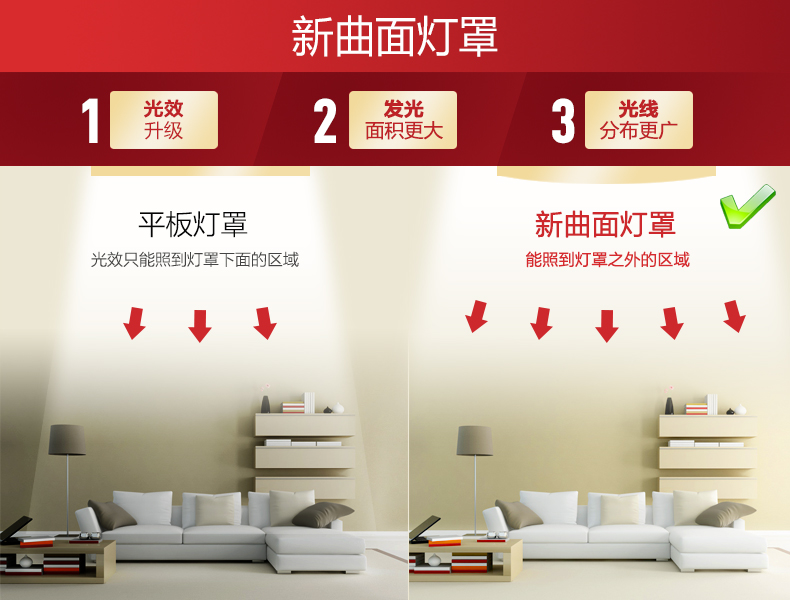 新曲面灯罩
1
光效
升级
2
发光
面积更大
3
光线
分布更广
平板灯罩
光效只能照到灯罩下面的区域
新曲面灯罩
能照到灯罩之外的区域